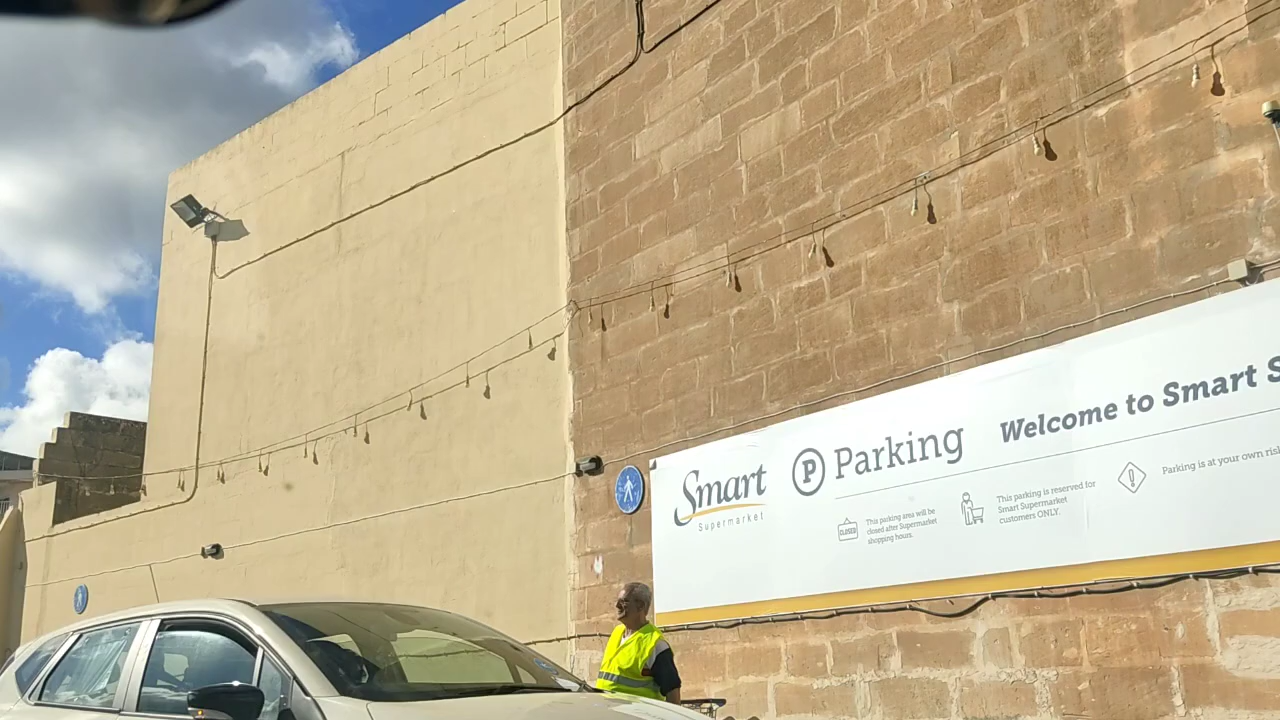 Smart
Supermarket
P Parking
Welcome to Smart S
CLOSED
This parking area will be
closed after Supermarket
shopping hours.
This parking is reserved for
Smart Supermarket
customers ONLY.
Parking is at your own risk